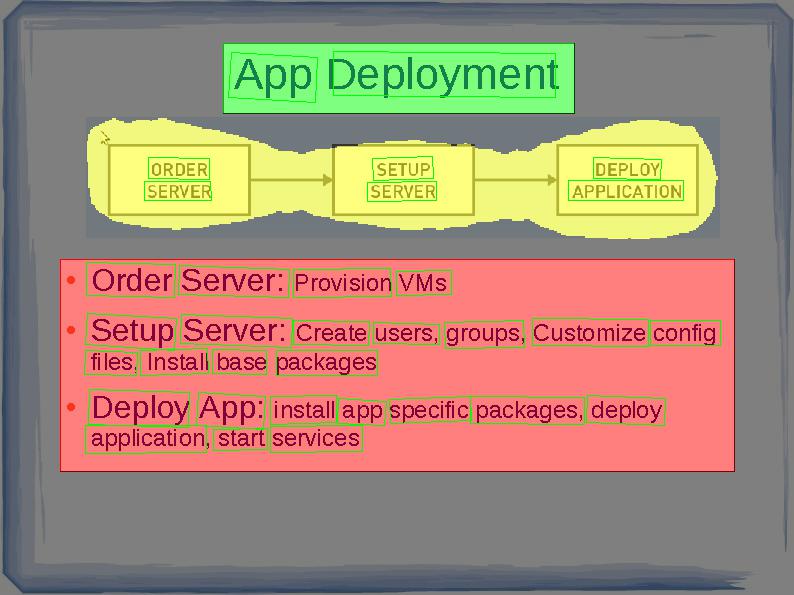 App Deployment
ORDER SERVER
SETUP SERVER
DEPLOY APPLICATION
• Order Server: Provision VMs
• Setup Server: Create users, groups, Customize config
files, Install base packages
• Deploy App: install app specific packages, deploy
application, start services